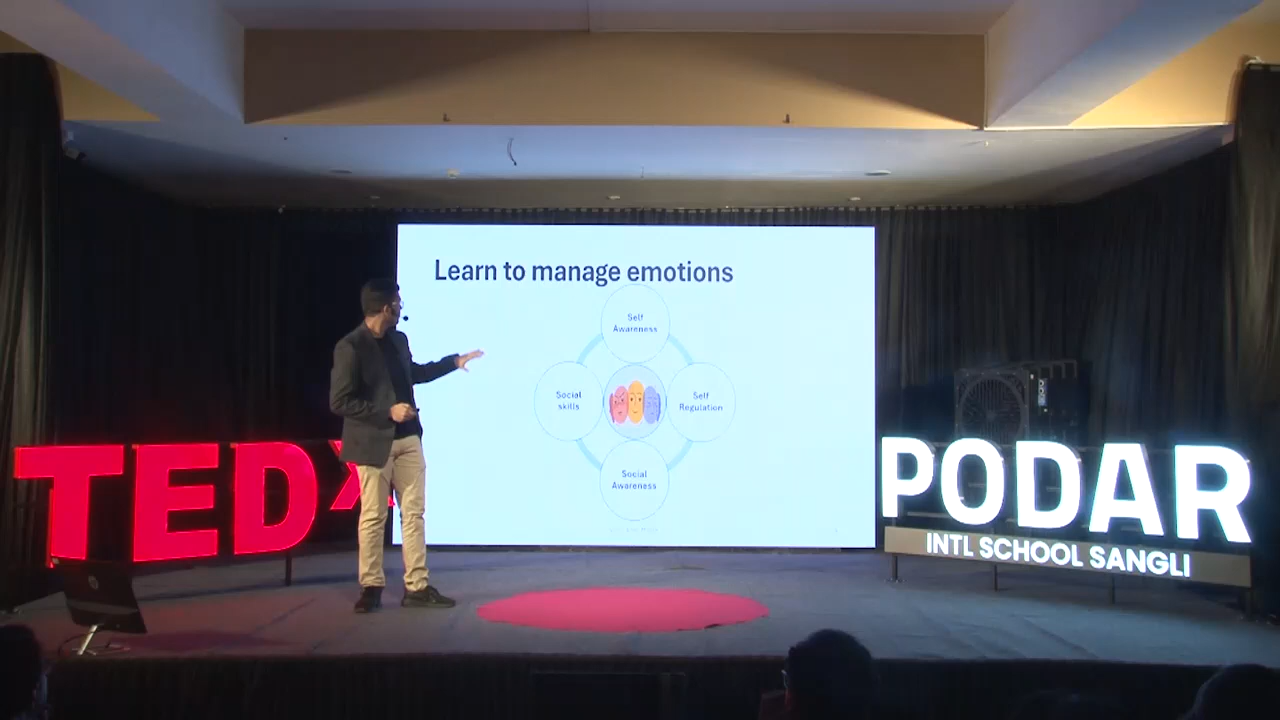 Learn to manage emotions
Self
Awareness
Social
skills
Self
Regulation
Social
Awareness
TEDx
PODAR
INTL SCHOOL SANGLI